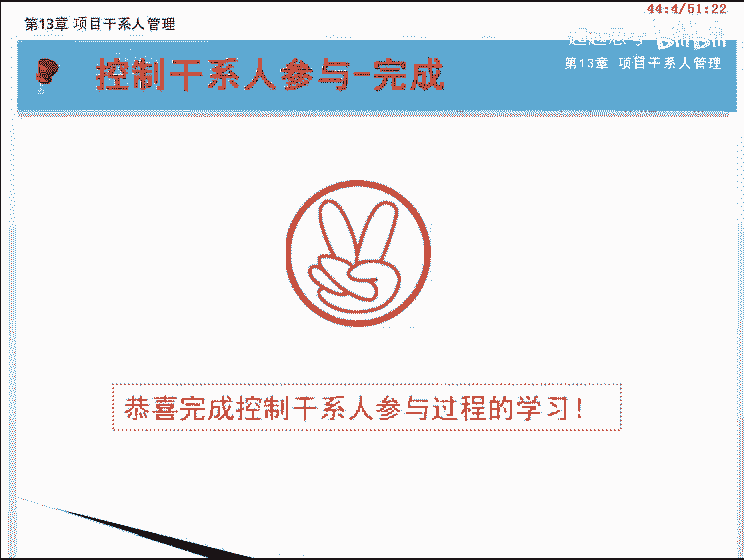 44:4/51:22
第13章 项目干系人管理
第13章 项目干系人管理
控制干系人参与-完成
恭喜完成控制干系人参与过程的学习！